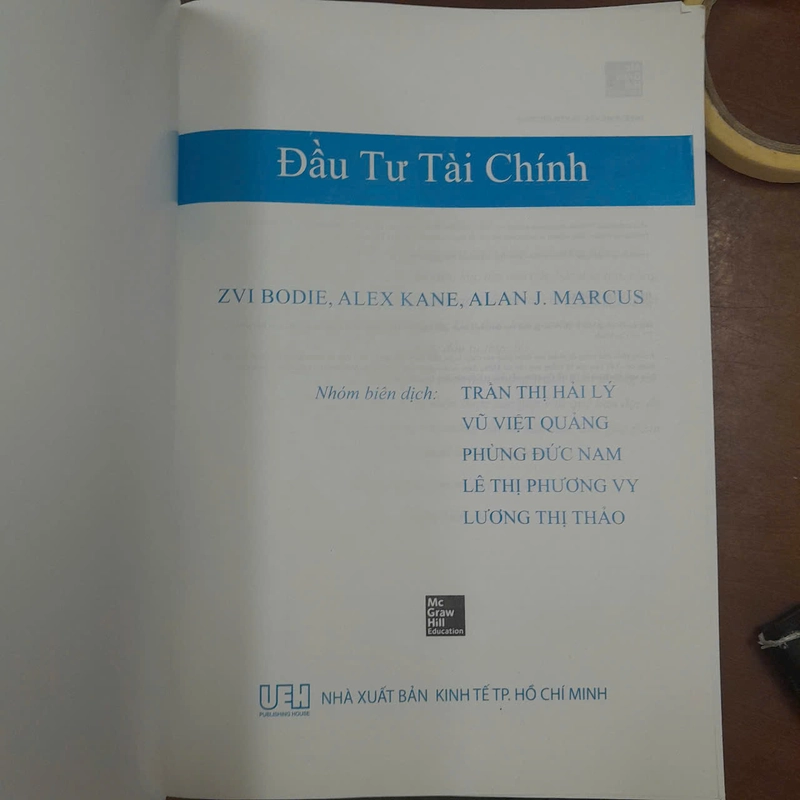 Đầu Tư Tài Chính
ZVI BODIE, ALEX KANE, ALAN J. MARCUS
Nhóm biên dịch: TRẦN THỊ HẢI LÝ
VŨ VIỆT QUẢNG
PHÙNG ĐỨC NAM
LÊ THỊ PHƯƠNG VY
LƯƠNG THỊ THẢO
Mc
Graw
Hill
Education
UEH
PUBLISHING HOUSE
NHÀ XUẤT BẢN KINH TẾ TP. HỒ CHÍ MINH